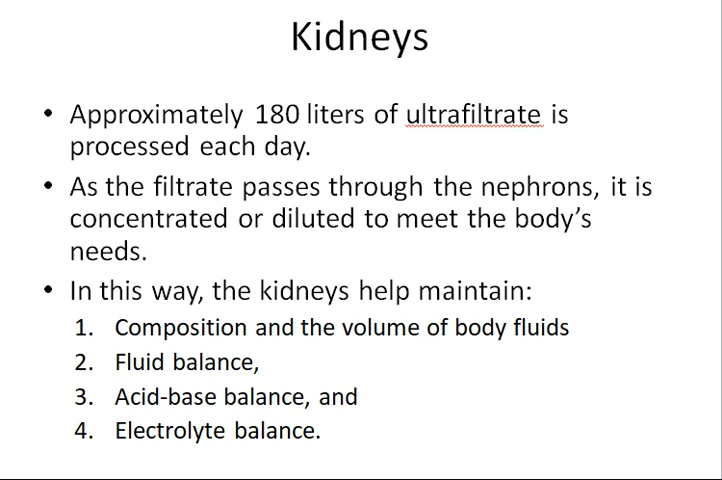 Kidneys
• Approximately 180 liters of ultrafiltrate is
processed each day.
• As the filtrate passes through the nephrons, it is
concentrated or diluted to meet the body’s
needs.
• In this way, the kidneys help maintain:
1. Composition and the volume of body fluids
2. Fluid balance,
3. Acid-base balance, and
4. Electrolyte balance.